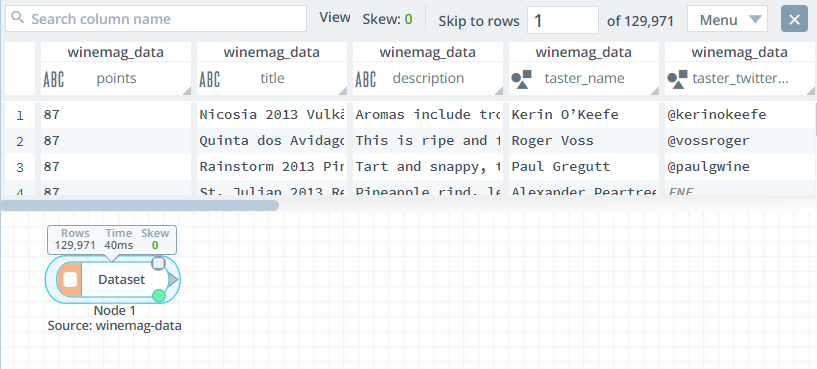 Search column name View Skew: 0 Skip to rows 1 of 129,971 Menu
winemag_data winemag_data winemag_data winemag_data winemag_data
ABC points ABC title ABC description taster_name taster_twitter...
1 87 Nicosia 2013 Vulkà Aromas include tro Kerin O'Keefe @kerinokeefe
2 87 Quinta dos Avidago This is ripe and f Roger Voss @vossroger
3 87 Rainstorm 2013 Pin Tart and snappy, t Paul Gregutt @paulgwine
4 87 St. Julian 2013 Re Pineapple rind, le Alexander Peartree
Rows Time Skew
129,971 40ms 0
Dataset
Node 1
Source: winemag-data